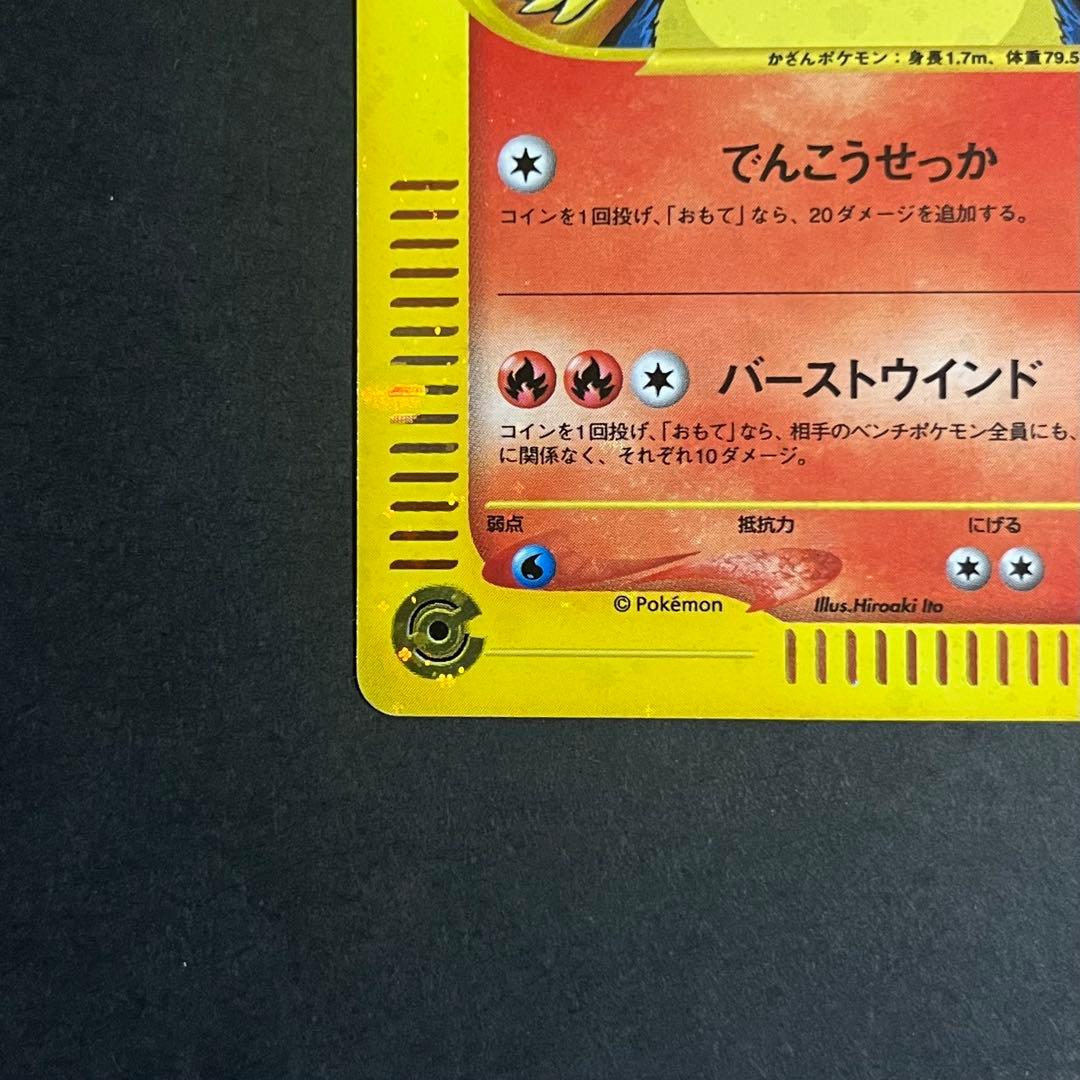 かざんポケモン：身長1.7m、体重79.5
でんこうせっか
コインを1回投げ、「おもて」なら、20ダメージを追加する。
バーストウインド
コインを1回投げ、「おもて」なら、相手のベンチポケモン全員にも、
に関係なく、それぞれ10ダメージ。
弱点 抵抗力 にげる
© Pokémon Illus.Hiroaki Ito